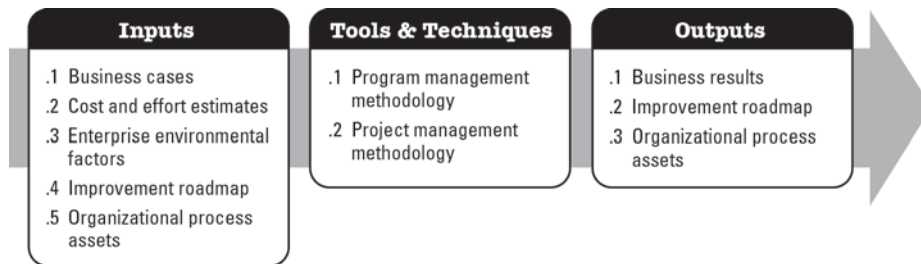 Inputs
.1 Business cases
.2 Cost and effort estimates
.3 Enterprise environmental
factors
.4 Improvement roadmap
.5 Organizational process
assets
Tools & Techniques
.1 Program management
methodology
.2 Project management
methodology
Outputs
.1 Business results
.2 Improvement roadmap
.3 Organizational process
assets